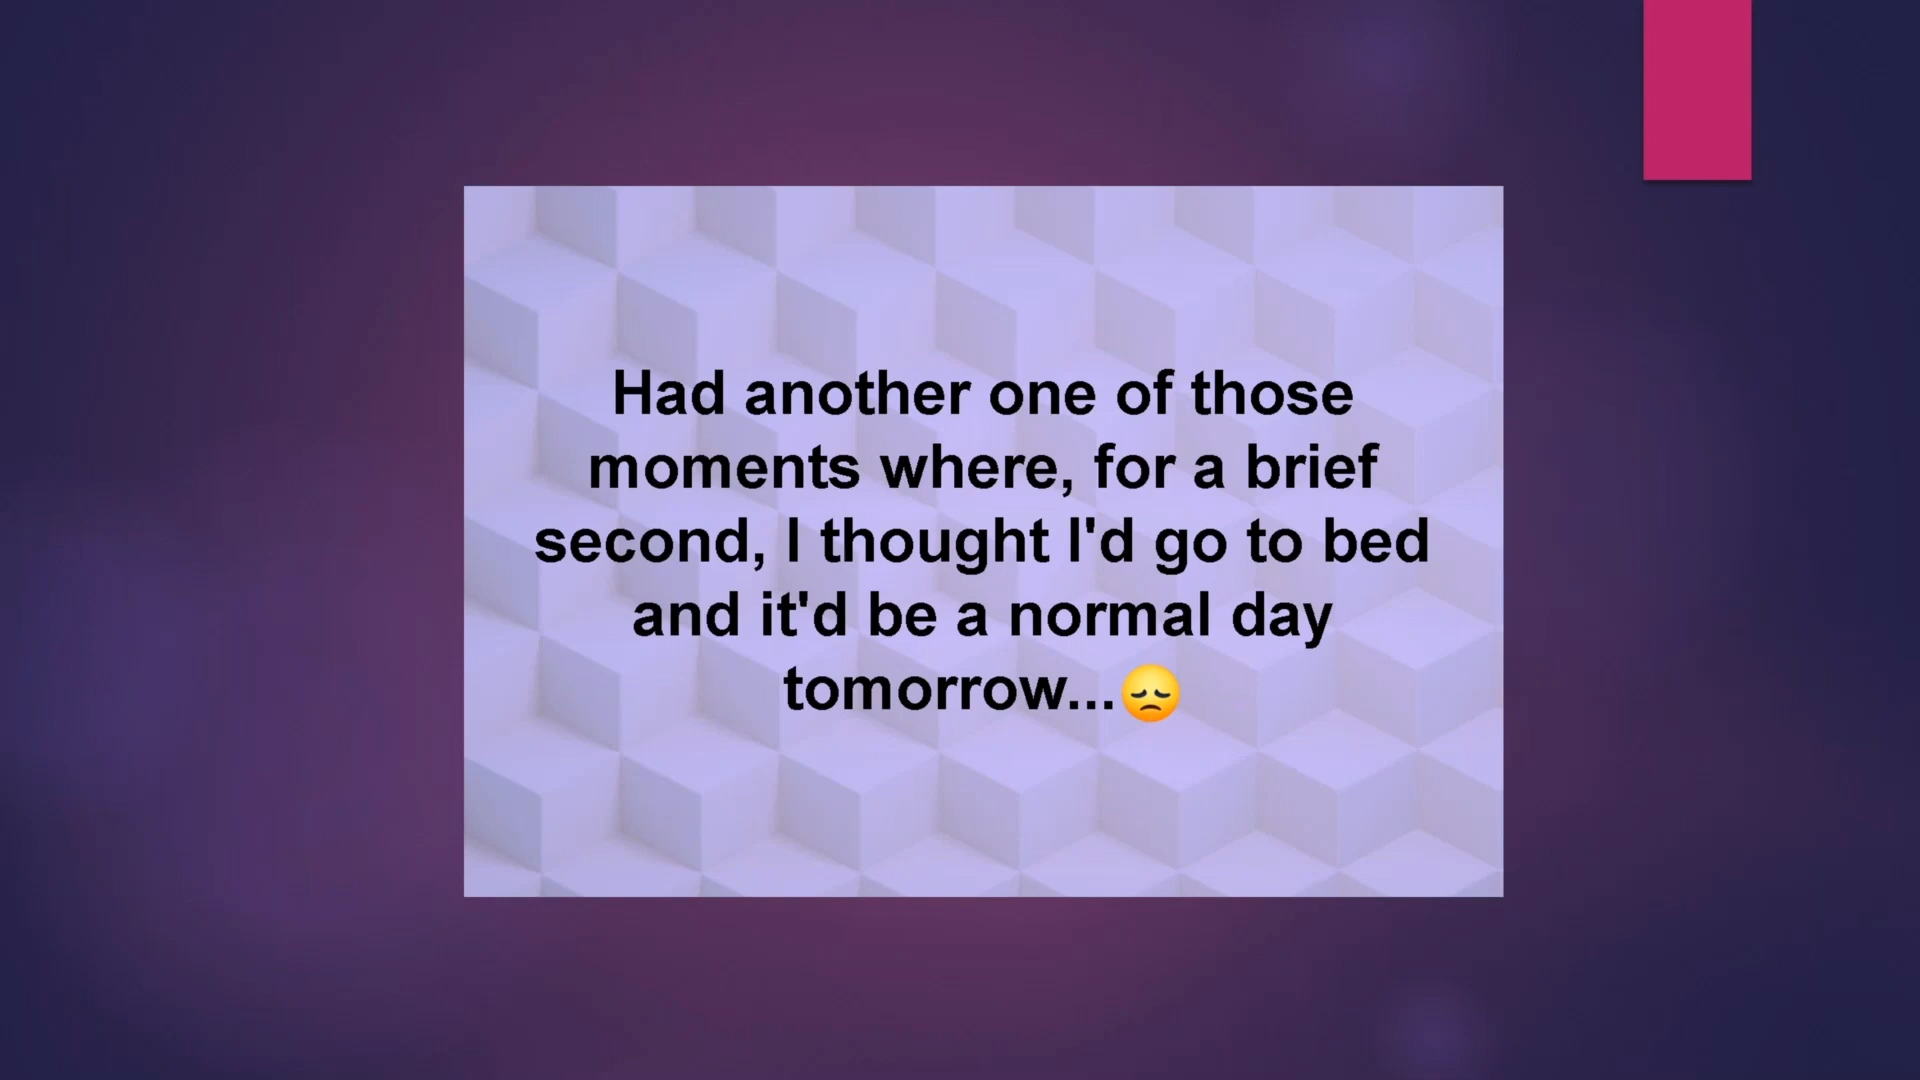 Had another one of those
moments where, for a brief
second, I thought I'd go to bed
and it'd be a normal day
tomorrow...😞